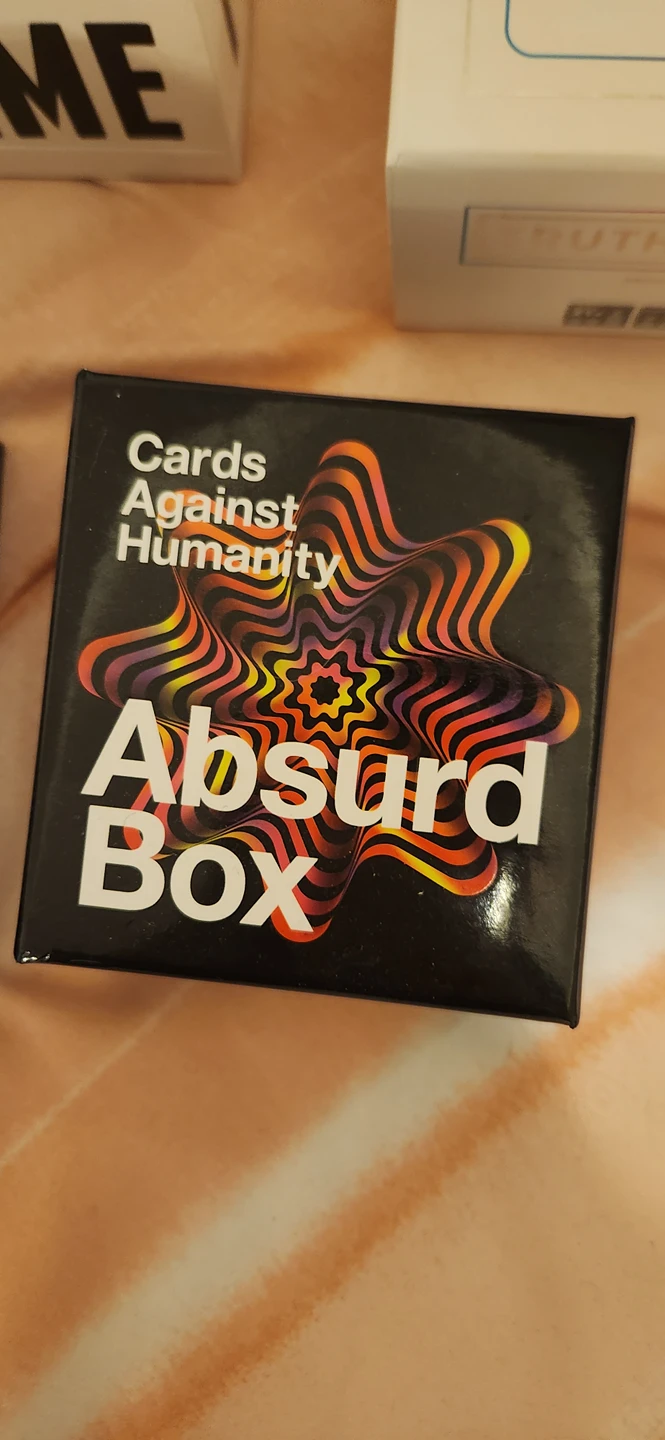 ME
Cards
Against
Humanity
Absurd
Box